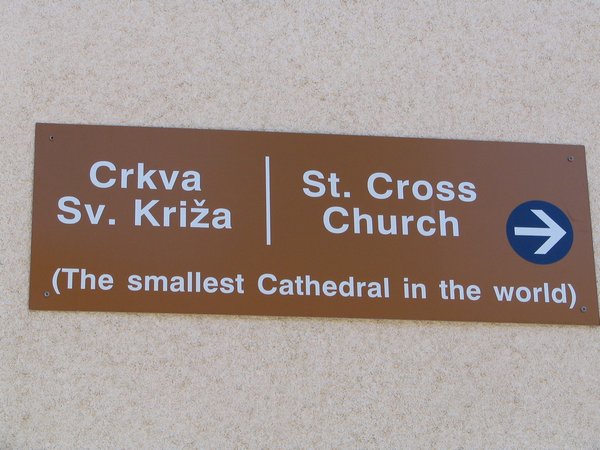 Crkva
Sv. Križa
St. Cross
Church
(The smallest Cathedral in the world)